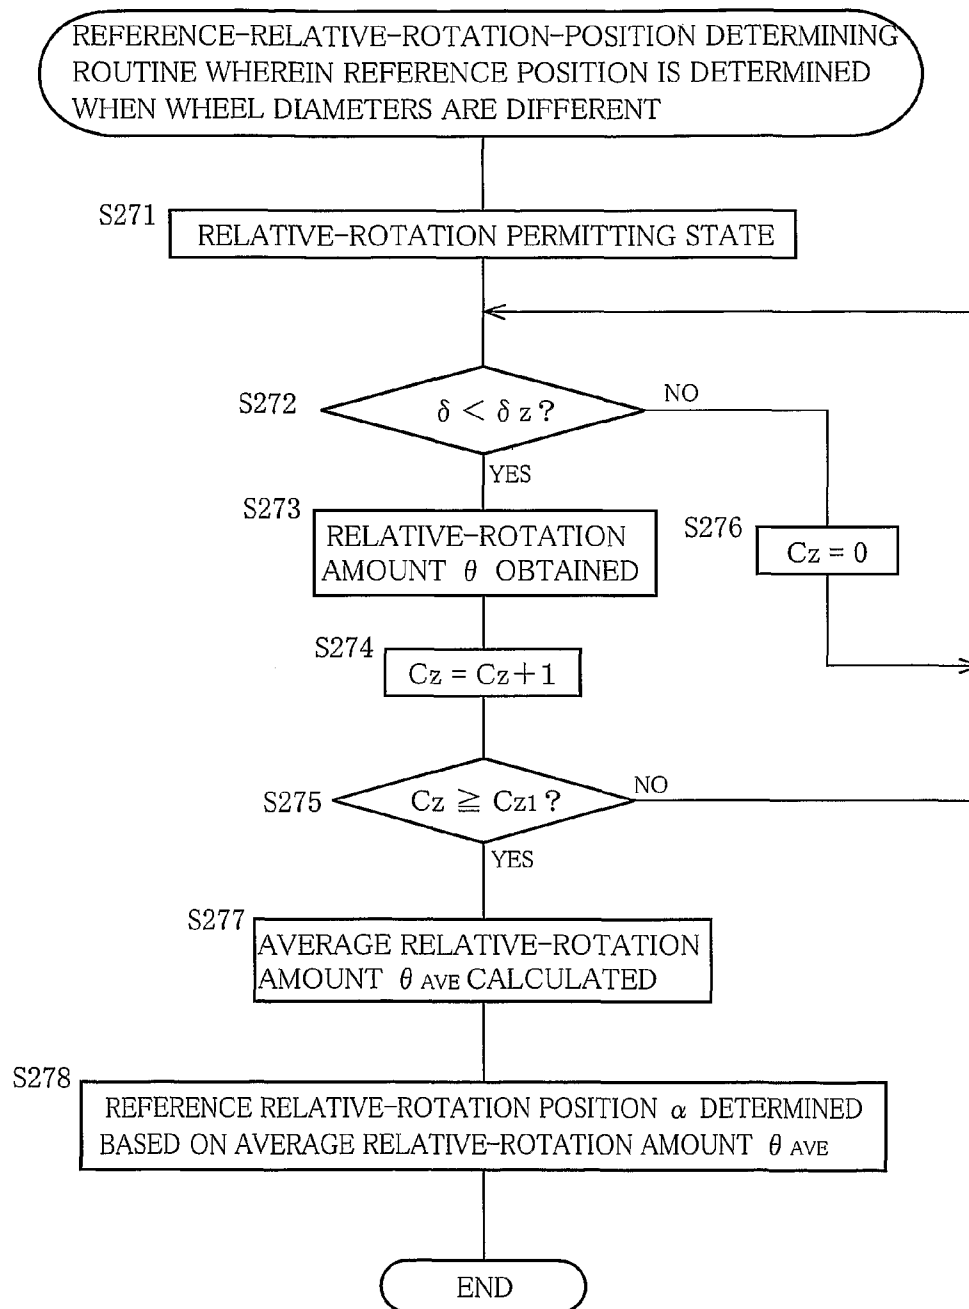 REFERENCE-RELATIVE-ROTATION-POSITION DETERMINING
ROUTINE WHEREIN REFERENCE POSITION IS DETERMINED
WHEN WHEEL DIAMETERS ARE DIFFERENT
S271
RELATIVE-ROTATION PERMITTING STATE
S272
δ < δz?
NO
YES
S273
RELATIVE-ROTATION
AMOUNT θ OBTAINED
S276
Cz = 0
S274
Cz = Cz+1
S275
Cz ≧ Cz1?
NO
YES
S277
AVERAGE RELATIVE-ROTATION
AMOUNT θ AVE CALCULATED
S278
REFERENCE RELATIVE-ROTATION POSITION α DETERMINED
BASED ON AVERAGE RELATIVE-ROTATION AMOUNT θ AVE
END